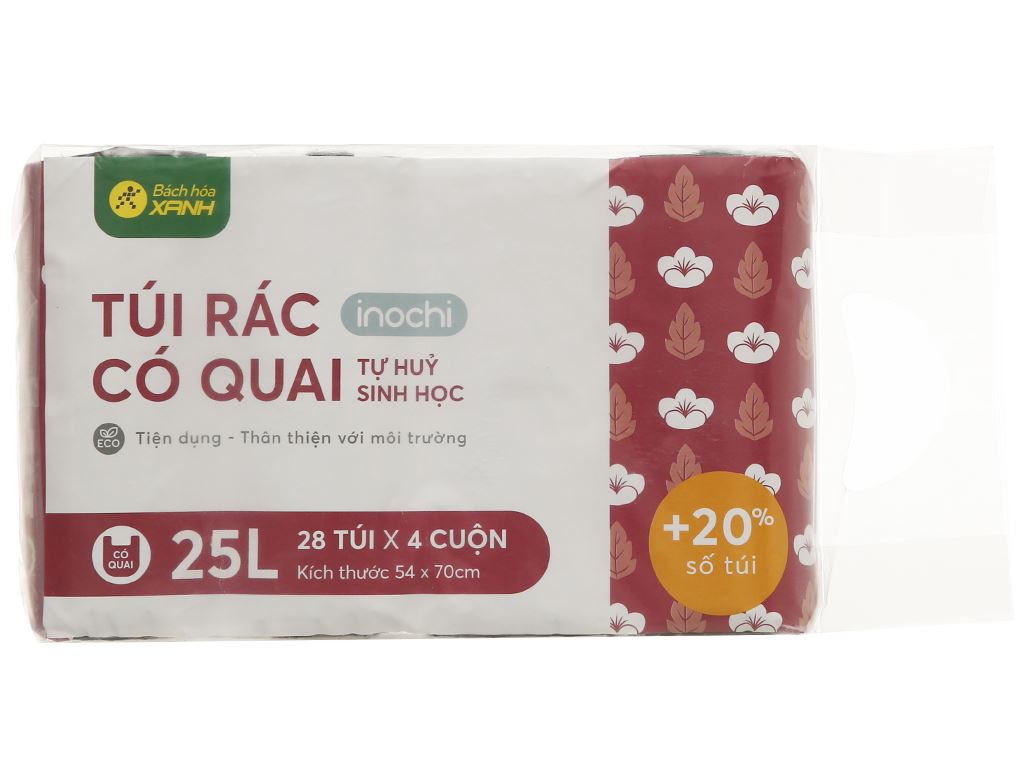 Bách hóa
XANH
TÚI RÁC inochi
CÓ QUAI TỰ HUỶ
SINH HỌC
ECO Tiện dụng - Thân thiện với môi trường
CÓ
QUAI
25L
28 TÚI X 4 CUỘN
Kích thước 54 x 70cm
+20%
số túi